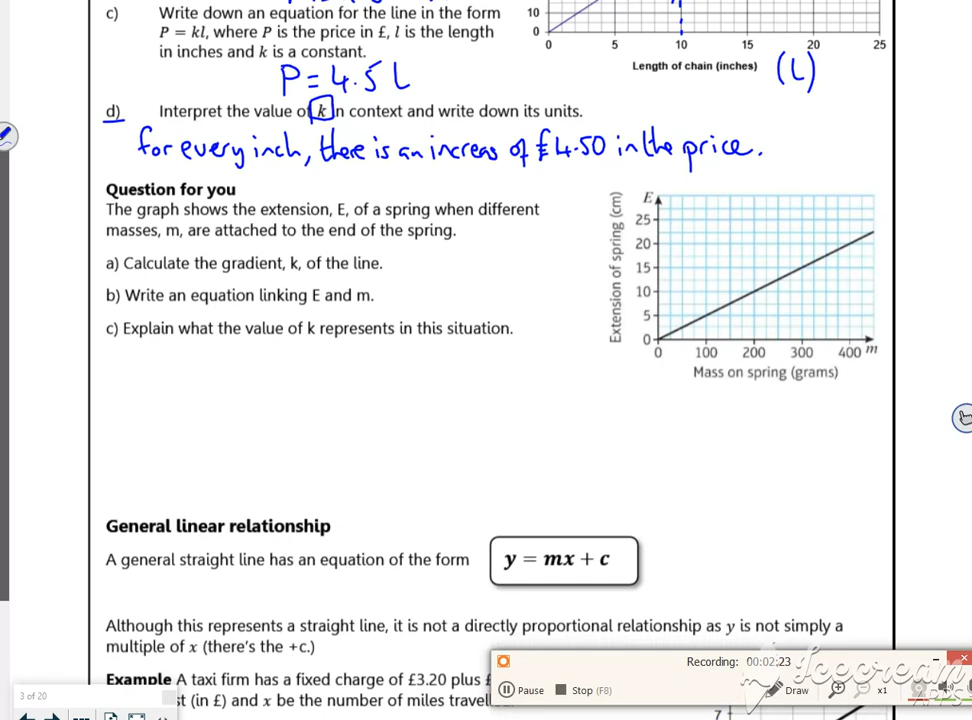 c) Write down an equation for the line in the form
P = kl, where P is the price in £, l is the length
in inches and k is a constant.
10
0
0 5 10 15 20 25
Length of chain (inches) (L)
P = 4.5 L
d) Interpret the value of k in context and write down its units.
for every inch, there is an increas of £4.50 in the price.
Question for you
The graph shows the extension, E, of a spring when different
masses, m, are attached to the end of the spring.
a) Calculate the gradient, k, of the line.
b) Write an equation linking E and m.
c) Explain what the value of k represents in this situation.
Extension of spring (cm)
E
25
20
15
10
5
0
0 100 200 300 400 m
Mass on spring (grams)
General linear relationship
A general straight line has an equation of the form
y = mx + c
Although this represents a straight line, it is not a directly proportional relationship as y is not simply a
multiple of x (there's the +c.)
Example A taxi firm has a fixed charge of £3.20 plus £
st (in £) and x be the number of miles travell
3 of 20
Recording: 00:02:23
Pause Stop (F8) Draw x1
Icecream
APPS
7